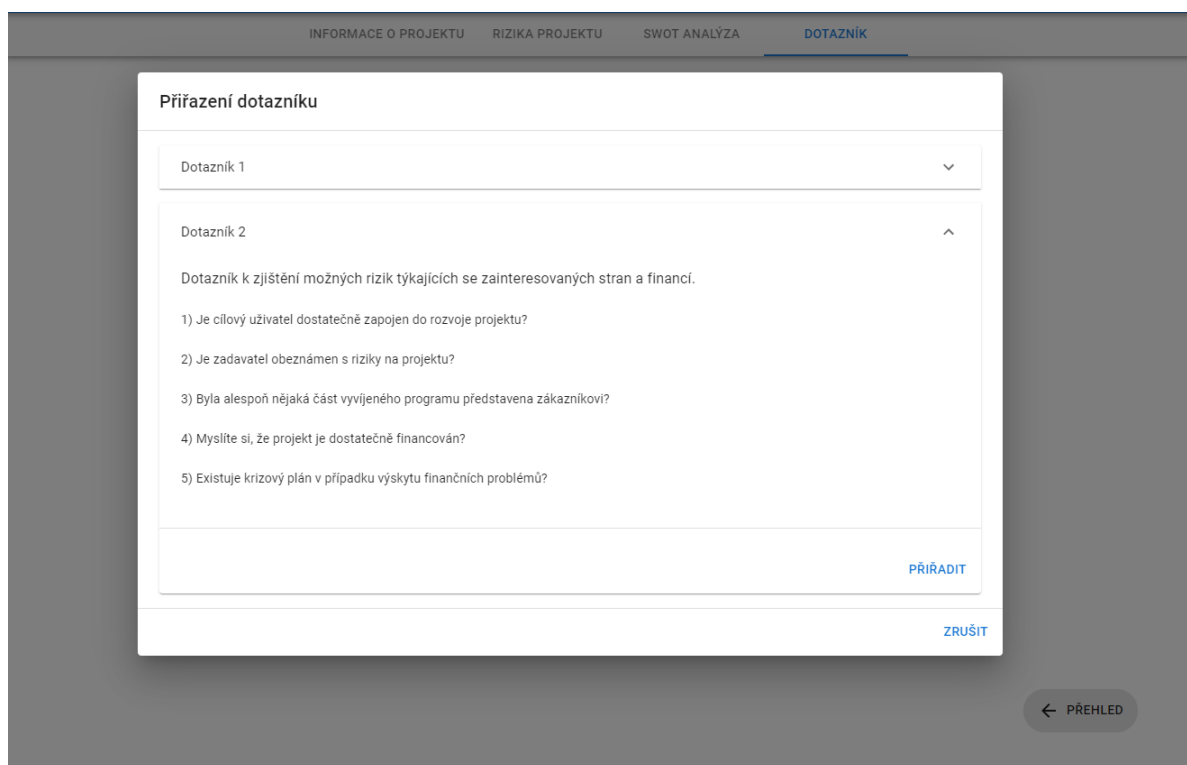 INFORMACE O PROJEKTU RIZIKA PROJEKTU SWOT ANALÝZA DOTAZNÍK
Přiřazení dotazníku
Dotazník 1
Dotazník 2
Dotazník k zjištění možných rizik týkajících se zainteresovaných stran a financí.
1) Je cílový uživatel dostatečně zapojen do rozvoje projektu?
2) Je zadavatel obeznámen s riziky na projektu?
3) Byla alespoň nějaká část vyvíjeného programu představena zákazníkovi?
4) Myslíte si, že projekt je dostatečně financován?
5) Existuje krizový plán v případku výskytu finančních problémů?
PŘIŘADIT
ZRUŠIT
PŘEHLED